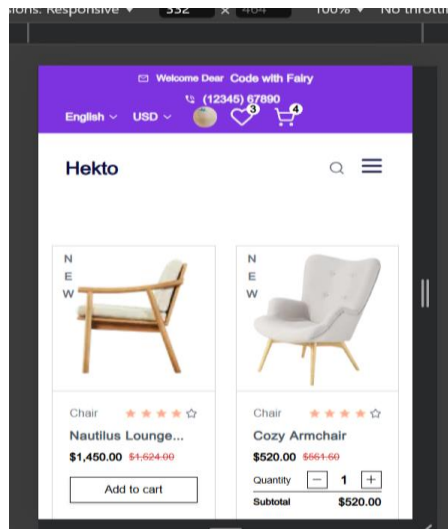 ions: Responsive 332 × 464 100% No thrott
Welcome Dear Code with Fairy
(12345) 67890
English USD 3 4
Hekto
N
E
W
N
E
W
Chair
Nautilus Lounge...
$1,450.00 $1,624.00
Add to cart
Chair
Cozy Armchair
$520.00 $561.60
Quantity − 1 +
Subtotal $520.00